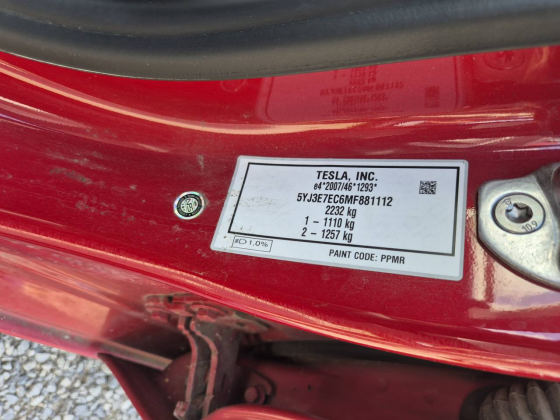 TESLA, INC.
e4*2007/46*1293*
5YJ3E7EC6MF881112
2232 kg
1 - 1110 kg
2 - 1257 kg
1,0%
PAINT CODE: PPMR